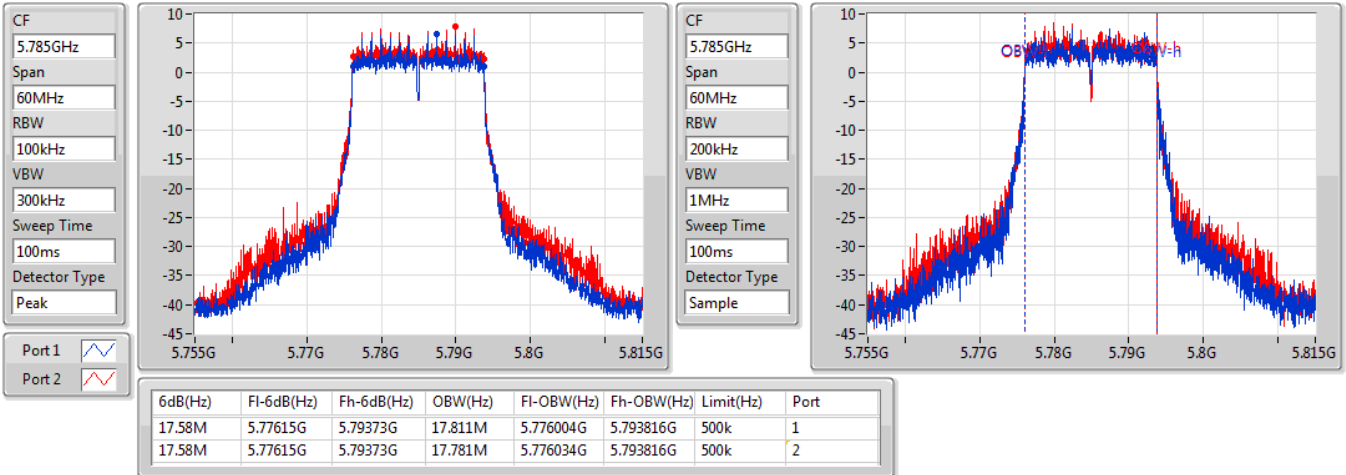 CF
5.785GHz
Span
60MHz
RBW
100kHz
VBW
300kHz
Sweep Time
100ms
Detector Type
Peak
Port 1
Port 2
10
5
0
-5
-10
-15
-20
-25
-30
-35
-40
-45
5.755G 5.77G 5.78G 5.79G 5.8G 5.815G
CF
5.785GHz
Span
60MHz
RBW
200kHz
VBW
1MHz
Sweep Time
100ms
Detector Type
Sample
10
5
0
-5
-10
-15
-20
-25
-30
-35
-40
-45
5.755G 5.77G 5.78G 5.79G 5.8G 5.815G
6dB(Hz) Fl-6dB(Hz) Fh-6dB(Hz) OBW(Hz) Fl-OBW(Hz) Fh-OBW(Hz) Limit(Hz) Port
17.58M 5.77615G 5.79373G 17.811M 5.776004G 5.793816G 500k 1
17.58M 5.77615G 5.79373G 17.781M 5.776034G 5.793816G 500k 2